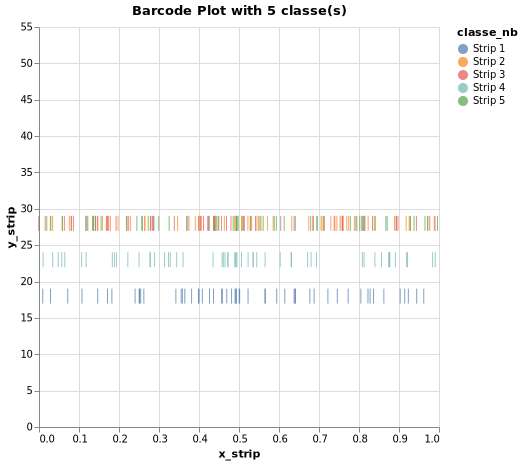 Barcode Plot with 5 classe(s)
classe_nb
Strip 1
Strip 2
Strip 3
Strip 4
Strip 5
y_strip
55
50
45
40
35
30
25
20
15
10
5
0
0.0 0.1 0.2 0.3 0.4 0.5 0.6 0.7 0.8 0.9 1.0
x_strip